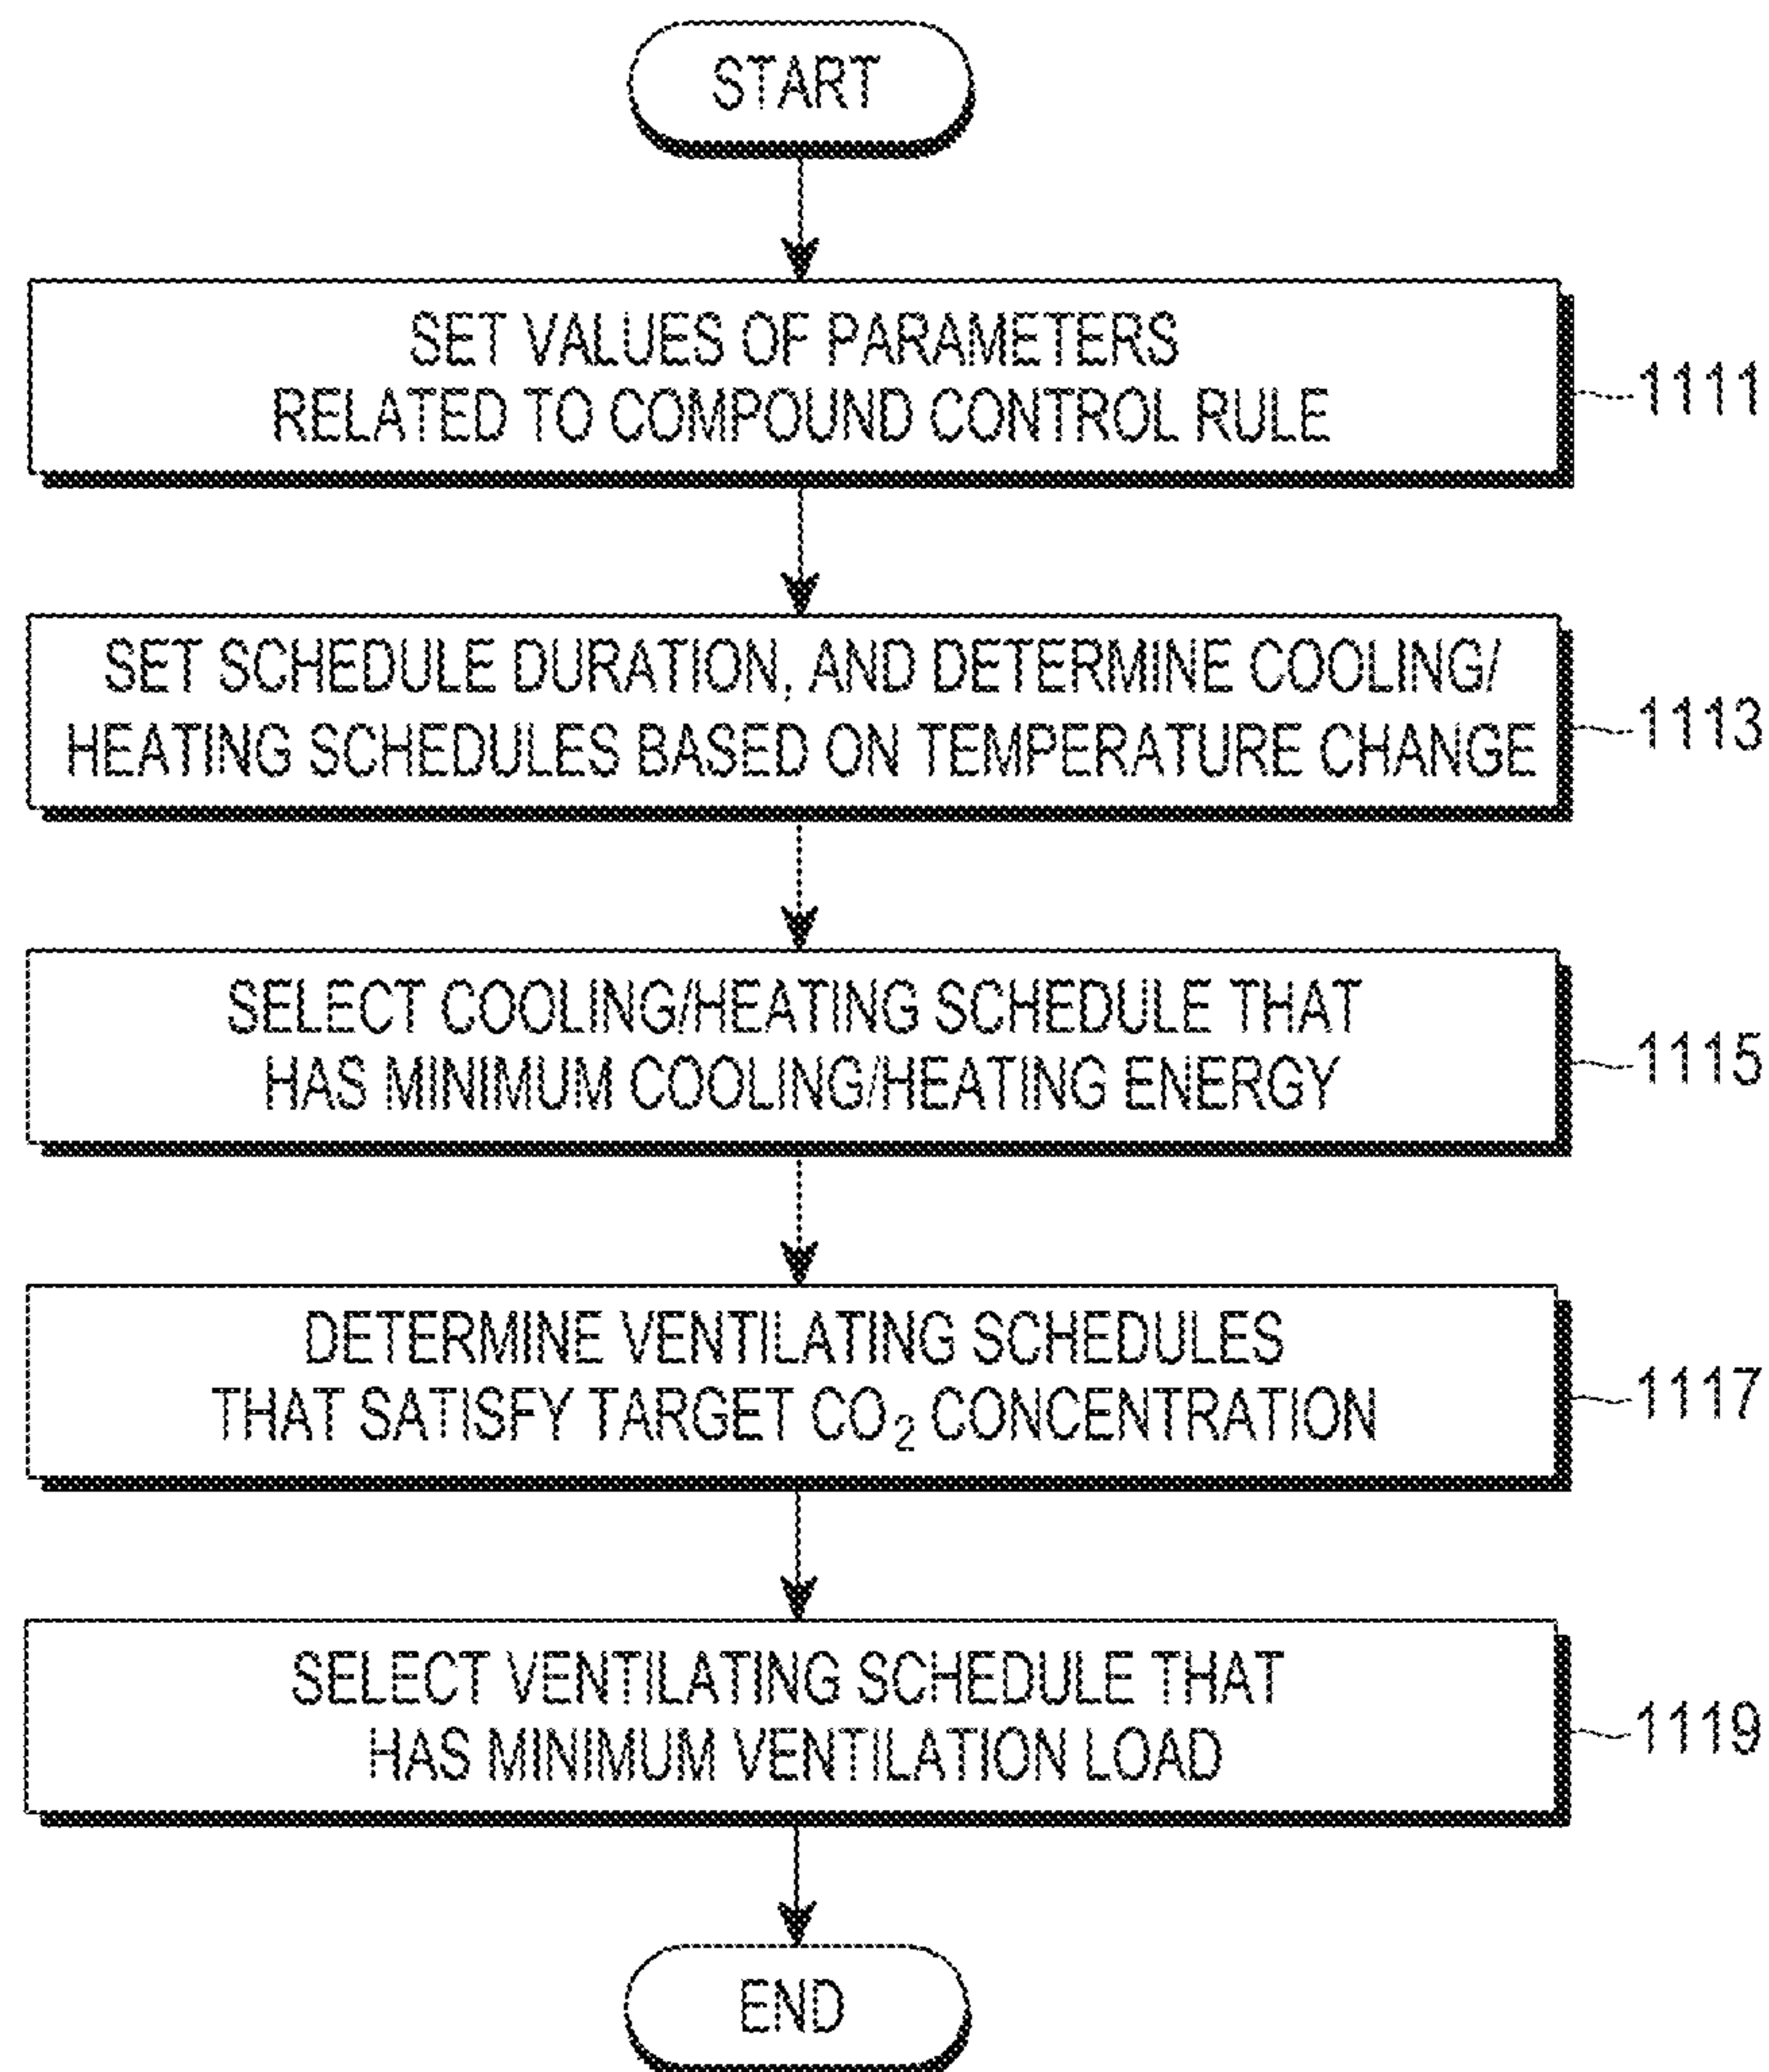 START
SET VALUES OF PARAMETERS
RELATED TO COMPOUND CONTROL RULE
1111
SET SCHEDULE DURATION, AND DETERMINE COOLING/
HEATING SCHEDULES BASED ON TEMPERATURE CHANGE
1113
SELECT COOLING/HEATING SCHEDULE THAT
HAS MINIMUM COOLING/HEATING ENERGY
1115
DETERMINE VENTILATING SCHEDULES
THAT SATISFY TARGET CO₂ CONCENTRATION
1117
SELECT VENTILATING SCHEDULE THAT
HAS MINIMUM VENTILATION LOAD
1119
END